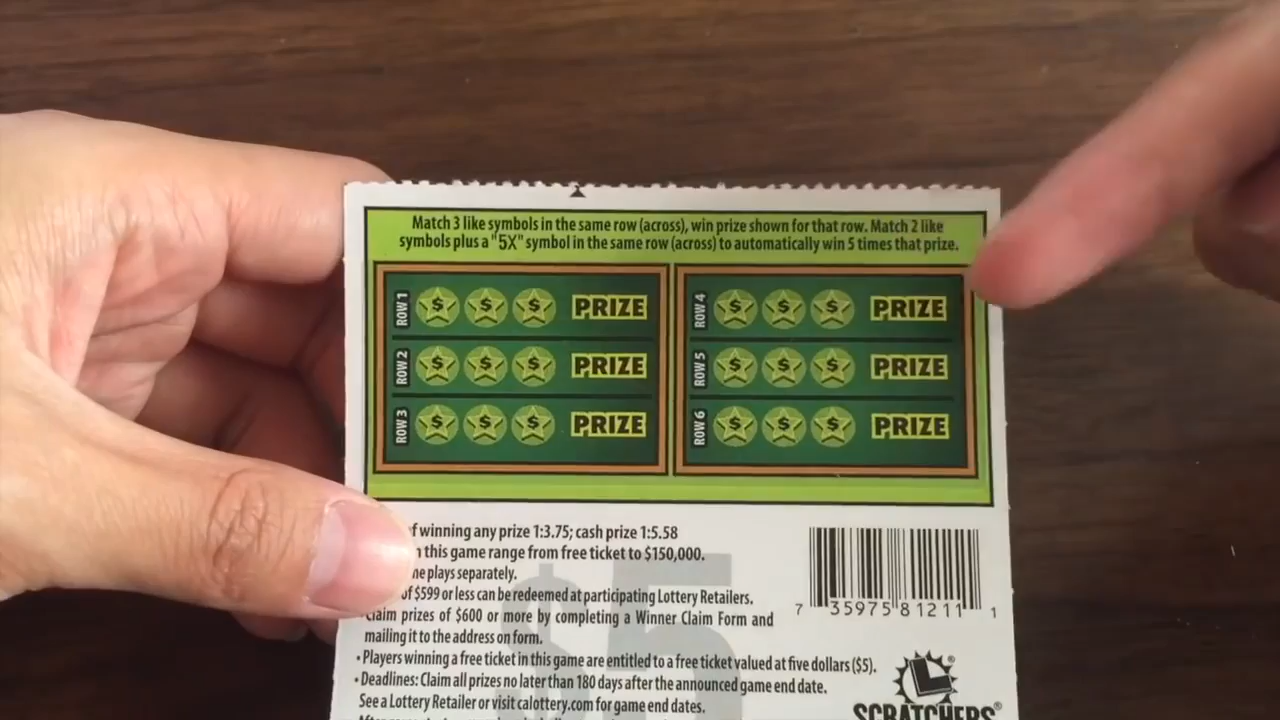 Match 3 like symbols in the same row (across), win prize shown for that row. Match 2 like
symbols plus a "5X" symbol in the same row (across) to automatically win 5 times that prize.
ROW 1 $ $ $ PRIZE
ROW 2 $ $ $ PRIZE
ROW 3 $ $ $ PRIZE
ROW 4 $ $ $ PRIZE
ROW 5 $ $ $ PRIZE
ROW 6 $ $ $ PRIZE
f winning any prize 1:3.75; cash prize 1:5.58
this game range from free ticket to $150,000.
plays separately.
of $599 or less can be redeemed at participating Lottery Retailers.
Claim prizes of $600 or more by completing a Winner Claim Form and
mailing it to the address on form.
• Players winning a free ticket in this game are entitled to a free ticket valued at five dollars ($5).
• Deadlines: Claim all prizes no later than 180 days after the announced game end date.
See a Lottery Retailer or visit calottery.com for game end dates.
$5
7 35975 81211 1
L®
SCRATCHERS®